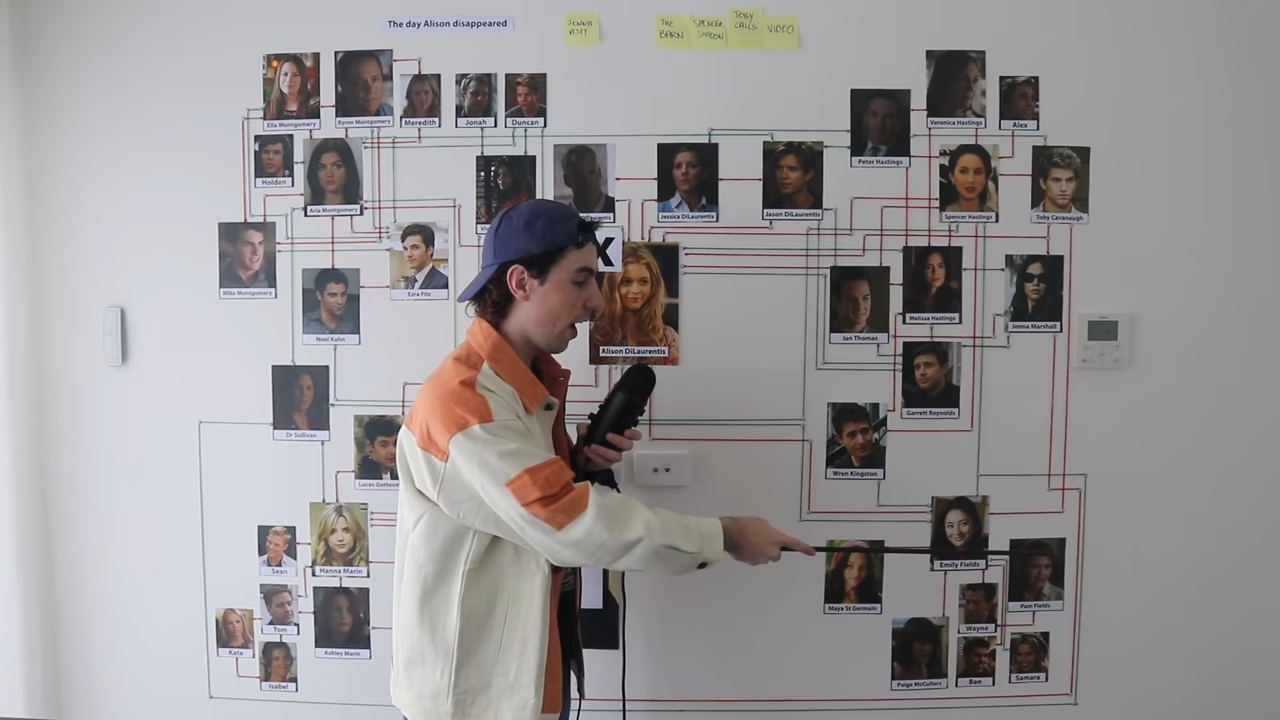 The day Alison disappeared
JENNA
VISIT
THE
BARN
SPENCER
SHADOW
TOBY
CALLS
VIDEO
Ella Montgomery
Byron Montgomery
Meredith
Jonah
Duncan
Veronica Hastings
Alex
Peter Hastings
Holden
Aria Montgomery
Jessica DiLaurentis
Jason DiLaurentis
Spencer Hastings
Toby Cavanaugh
X
Mike Montgomery
Ezra Fitz
Noel Kahn
Alison DiLaurentis
Ian Thomas
Melissa Hastings
Jenna Marshall
Garrett Reynolds
Dr Sullivan
Lucas Gottesm
Wren Kingston
Sean
Hanna Marin
Emily Fields
Maya St Germain
Pam Fields
Tom
Wayne
Kate
Ashley Marin
Isabel
Paige McCullers
Ben
Samara